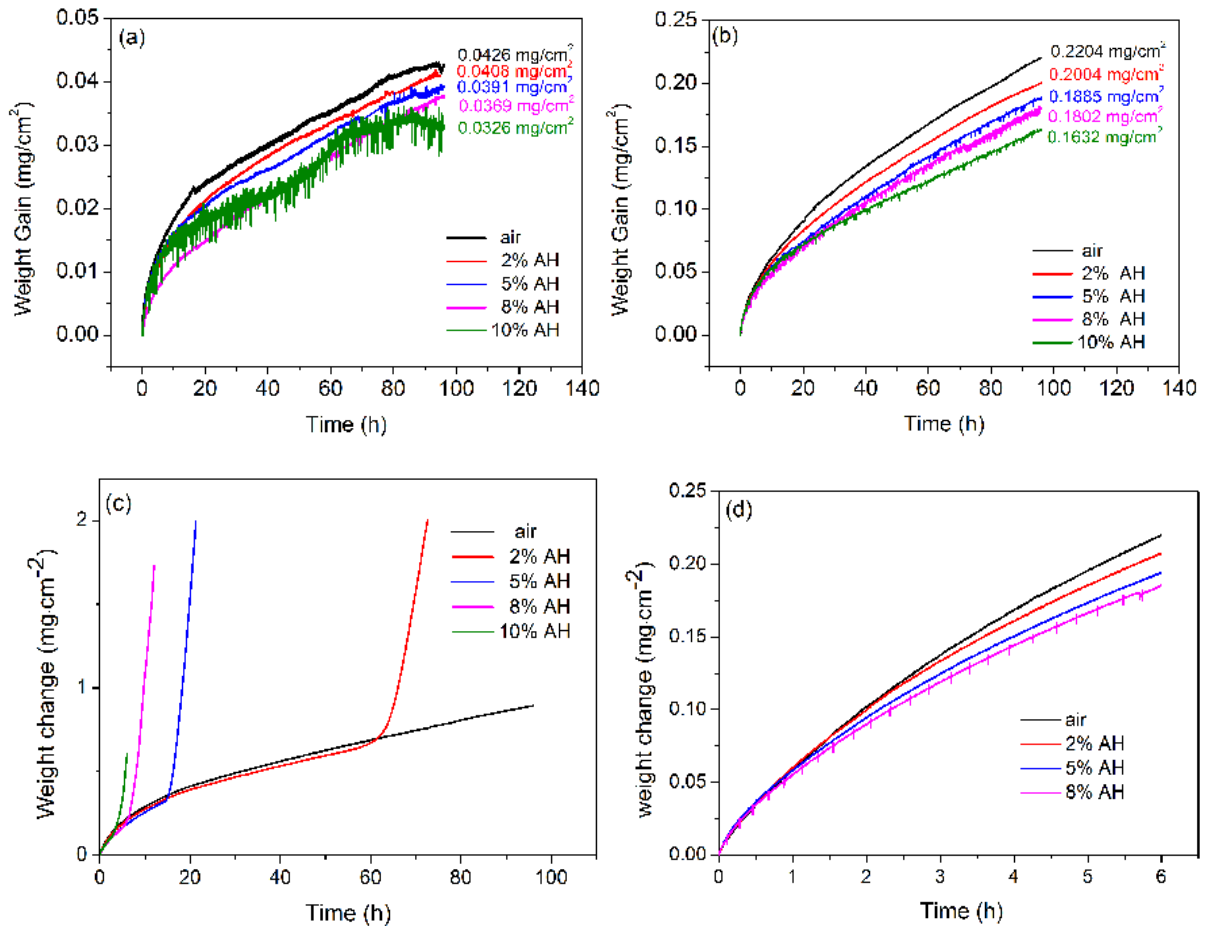 (a)
0.05
0.04
0.03
0.02
0.01
0.00
Weight Gain (mg/cm²)
0.0426 mg/cm²
0.0408 mg/cm²
0.0391 mg/cm²
0.0369 mg/cm²
0.0326 mg/cm²
air
2% AH
5% AH
8% AH
10% AH
0 20 40 60 80 100 120 140
Time (h)
(b)
0.25
0.20
0.15
0.10
0.05
0.00
Weight Gain (mg/cm²)
0.2204 mg/cm²
0.2004 mg/cm²
0.1885 mg/cm²
0.1802 mg/cm²
0.1632 mg/cm²
air
2% AH
5% AH
8% AH
10% AH
0 20 40 60 80 100 120 140
Time (h)
(c)
2
1
0
Weight change (mg.cm⁻²)
air
2% AH
5% AH
8% AH
10% AH
0 20 40 60 80 100
Time (h)
(d)
0.25
0.20
0.15
0.10
0.05
0.00
weight change (mg.cm⁻²)
air
2% AH
5% AH
8% AH
0 1 2 3 4 5 6
Time (h)